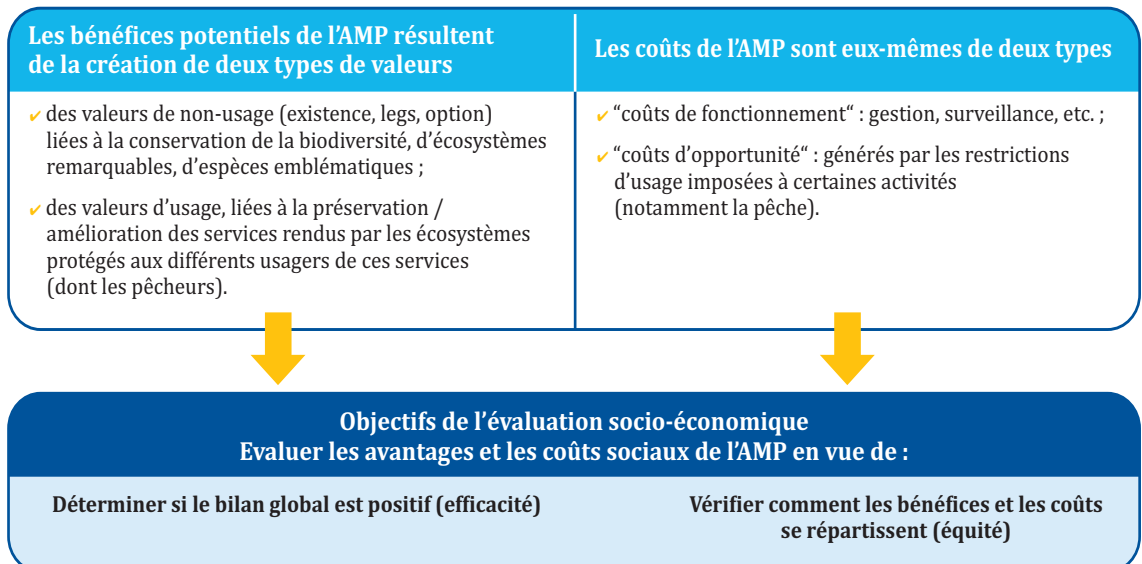 Les bénéfices potentiels de l'AMP résultent
de la création de deux types de valeurs
✔ des valeurs de non-usage (existence, legs, option)
liées à la conservation de la biodiversité, d'écosystèmes
remarquables, d'espèces emblématiques ;
✔ des valeurs d'usage, liées à la préservation /
amélioration des services rendus par les écosystèmes
protégés aux différents usagers de ces services
(dont les pêcheurs).
Les coûts de l'AMP sont eux-mêmes de deux types
✔ “coûts de fonctionnement“ : gestion, surveillance, etc. ;
✔ “coûts d'opportunité“ : générés par les restrictions
d'usage imposées à certaines activités
(notamment la pêche).
Objectifs de l'évaluation socio-économique
Evaluer les avantages et les coûts sociaux de l'AMP en vue de :
Déterminer si le bilan global est positif (efficacité)
Vérifier comment les bénéfices et les coûts
se répartissent (équité)